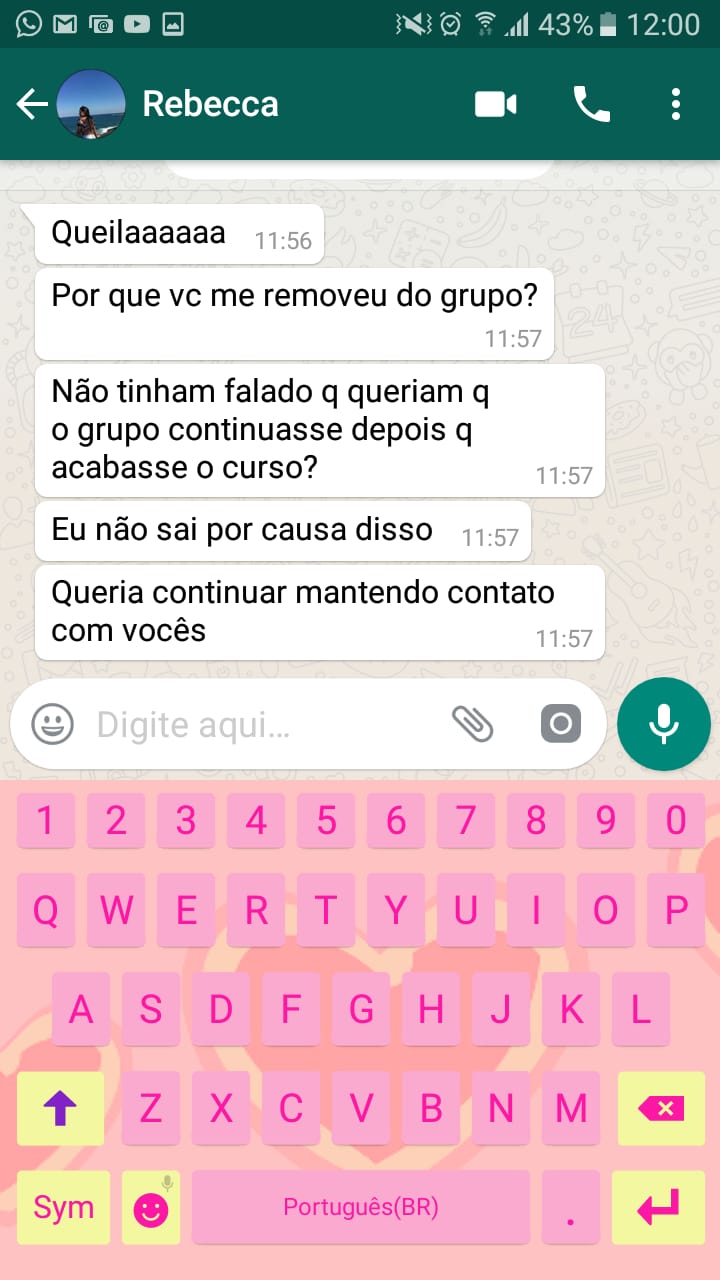 43% 12:00
Rebecca
Queilaaaaaa 11:56
Por que vc me removeu do grupo?
11:57
Não tinham falado q queriam q
o grupo continuasse depois q
acabasse o curso? 11:57
Eu não sai por causa disso 11:57
Queria continuar mantendo contato
com vocês 11:57
Digite aqui...
1 2 3 4 5 6 7 8 9 0
Q W E R T Y U I O P
A S D F G H J K L
Z X C V B N M
Sym Português(BR) .